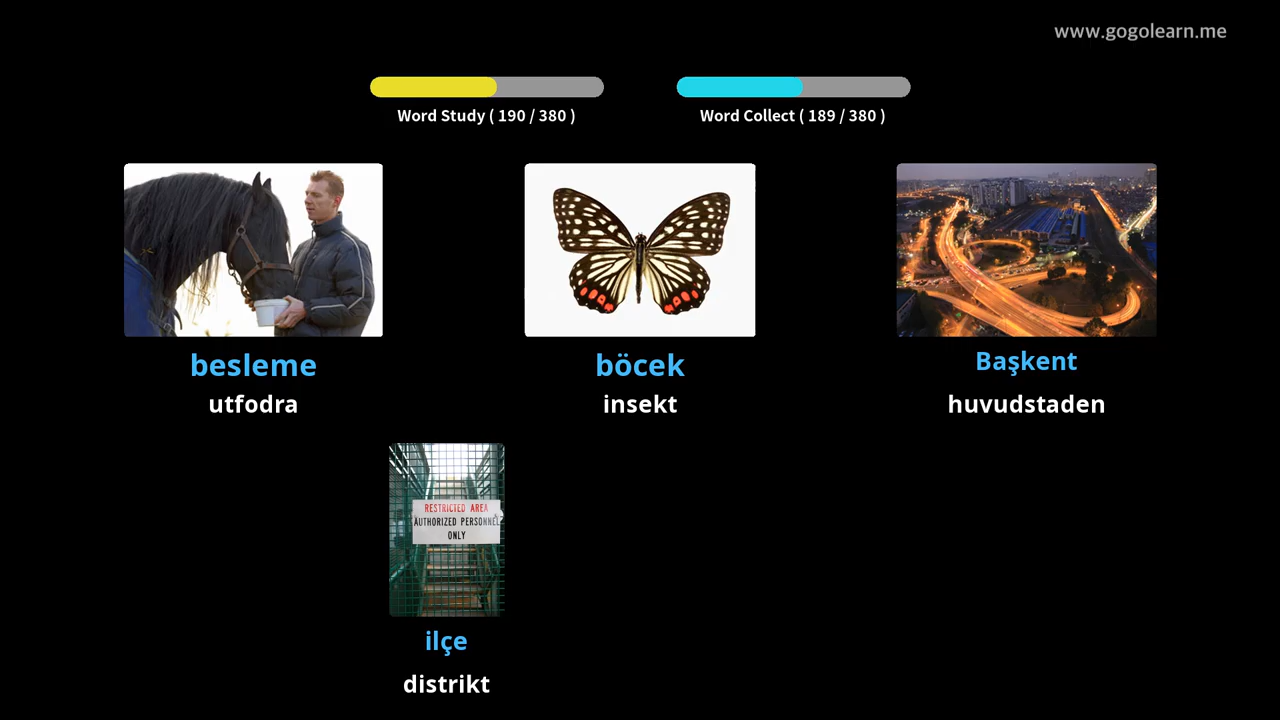 www.gogolearn.me
Word Study ( 190 / 380 )
Word Collect ( 189 / 380 )
besleme
utfodra
böcek
insekt
Başkent
huvudstaden
RESTRICTED AREA
AUTHORIZED PERSONNEL
ONLY
ilçe
distrikt